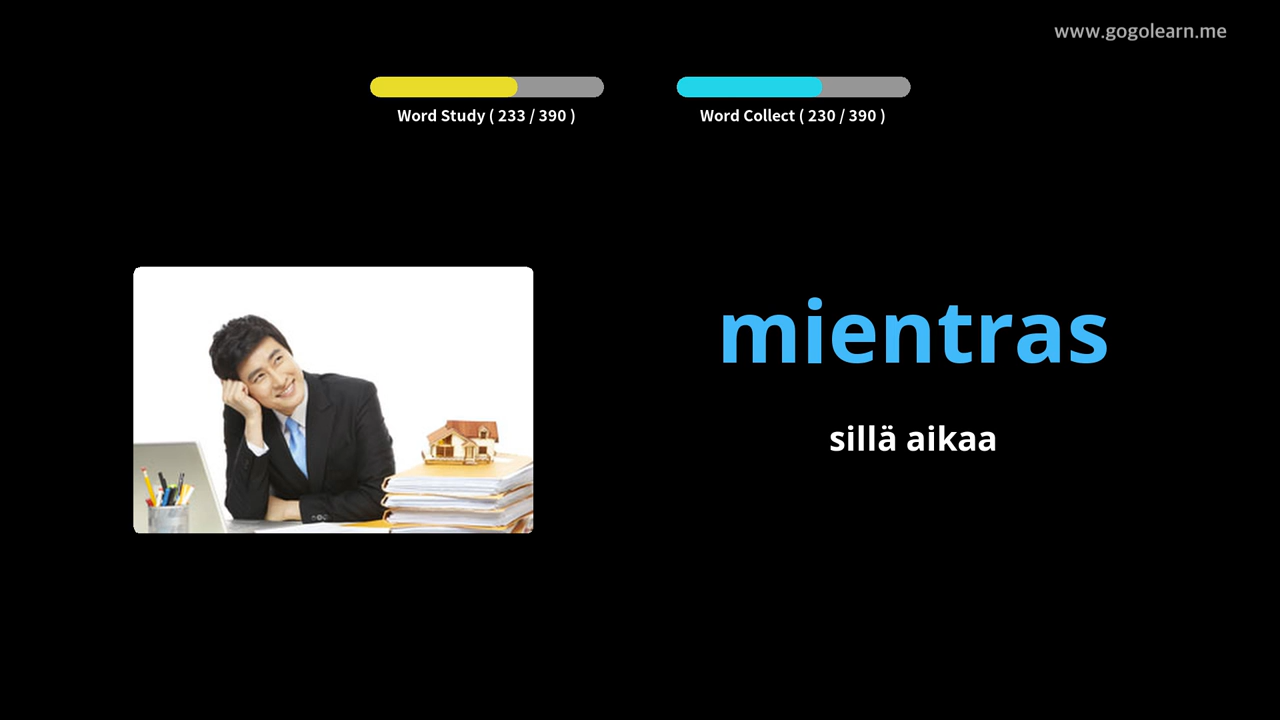 www.gogolearn.me
Word Study ( 233 / 390 )
Word Collect ( 230 / 390 )
mientras
sillä aikaa